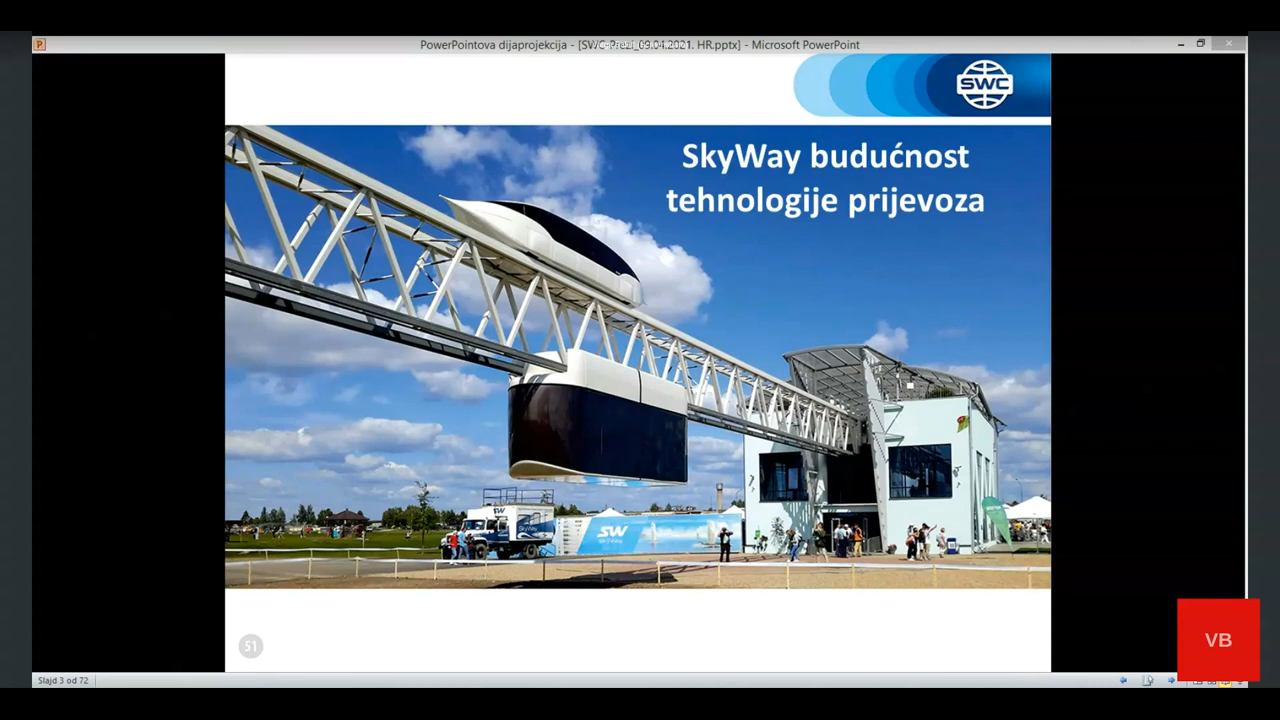 PowerPointova dijaprojekcija - [SWC Prezi_09.04.2021. HR.pptx] - Microsoft PowerPoint
SWC
SkyWay budućnost
tehnologije prijevoza
SW
SkyWay
SW
51
VB
Slajd 3 od 72